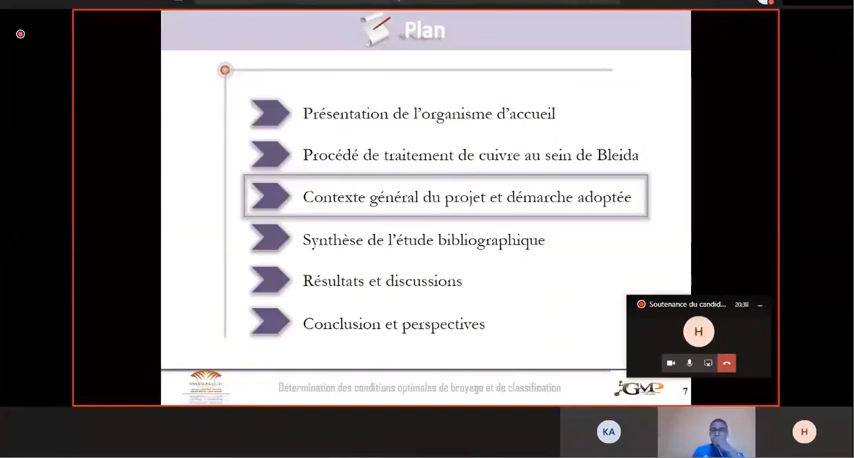 Plan
Présentation de l'organisme d'accueil
Procédé de traitement de cuivre au sein de Bleida
Contexte général du projet et démarche adoptée
Synthèse de l'étude bibliographique
Résultats et discussions
Conclusion et perspectives
Soutenance du candid... 20:38
H
Détermination des conditions optimales de broyage et de classification
GMP
7
KA
H